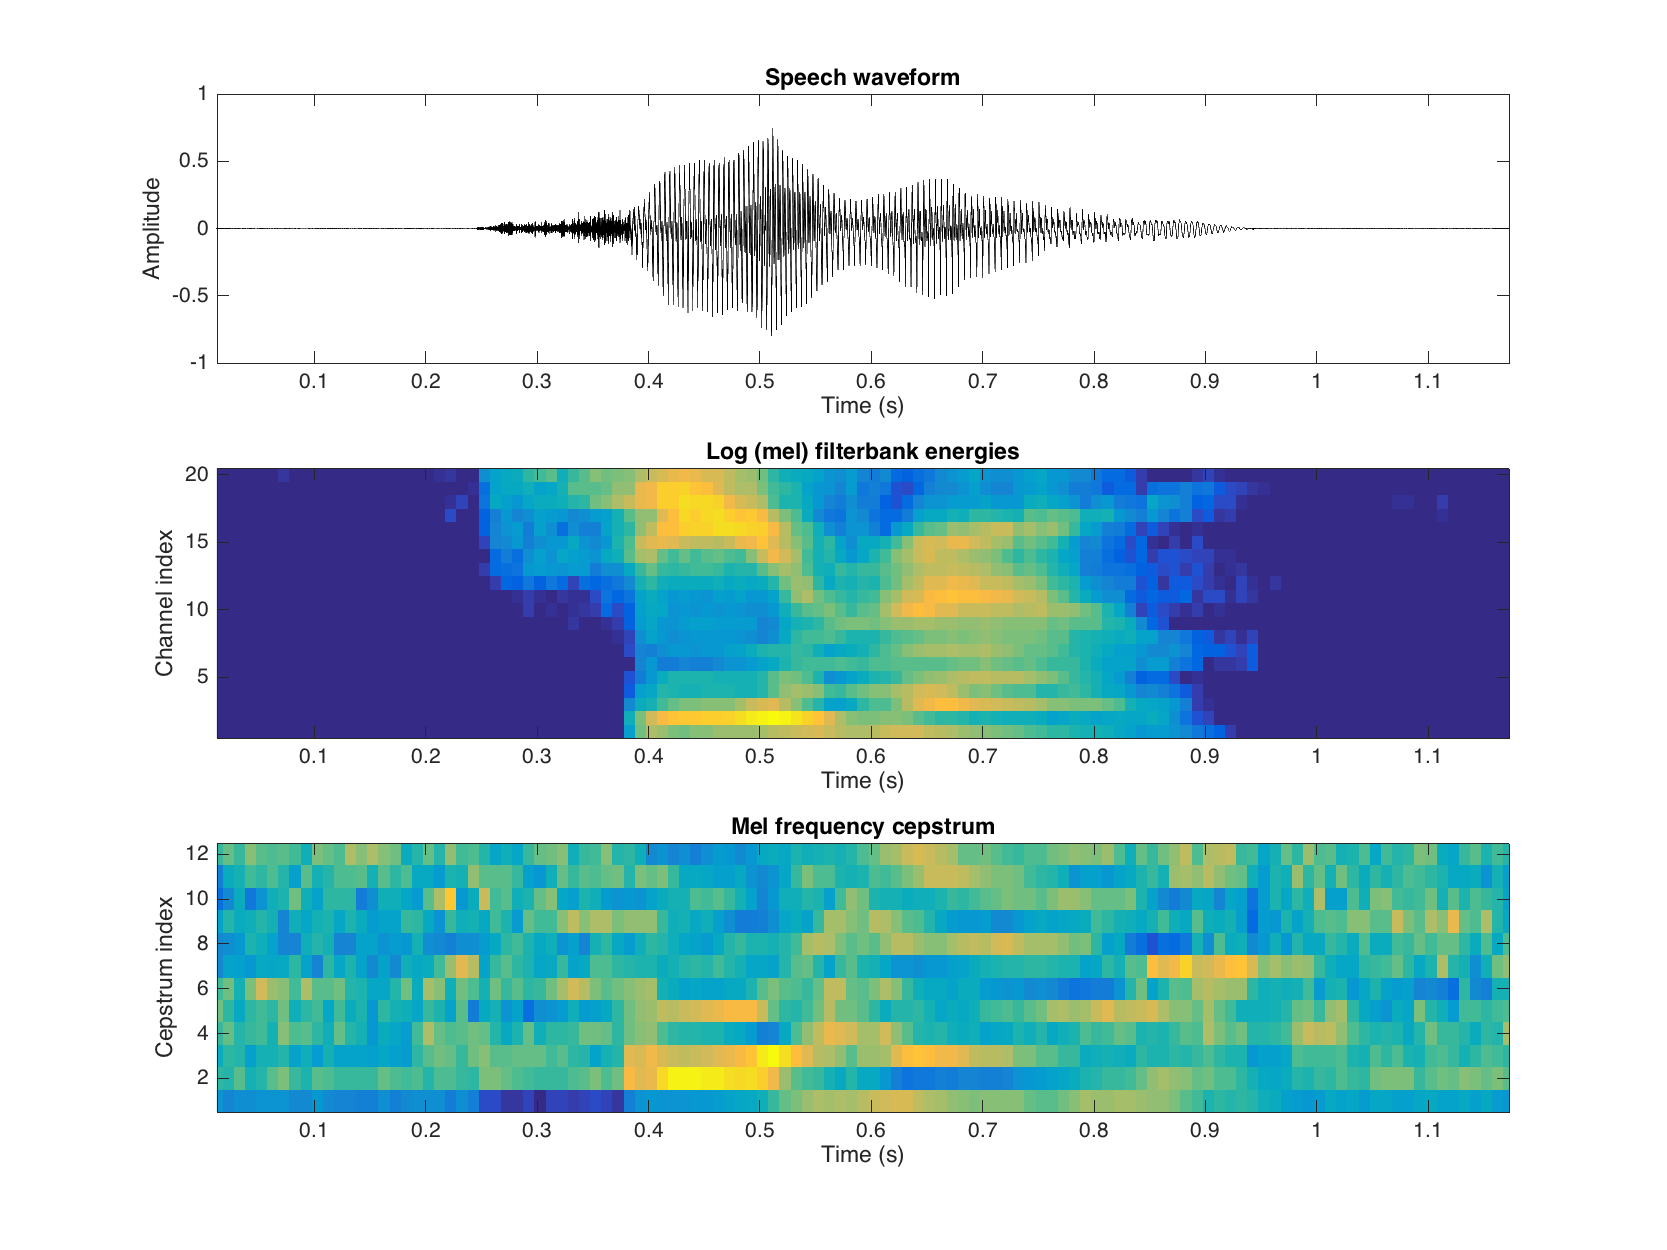 Speech waveform
1
0.5
0
-0.5
-1
Amplitude
0.1 0.2 0.3 0.4 0.5 0.6 0.7 0.8 0.9 1 1.1
Time (s)
Log (mel) filterbank energies
20
15
10
5
Channel index
0.1 0.2 0.3 0.4 0.5 0.6 0.7 0.8 0.9 1 1.1
Time (s)
Mel frequency cepstrum
12
10
8
6
4
2
Cepstrum index
0.1 0.2 0.3 0.4 0.5 0.6 0.7 0.8 0.9 1 1.1
Time (s)